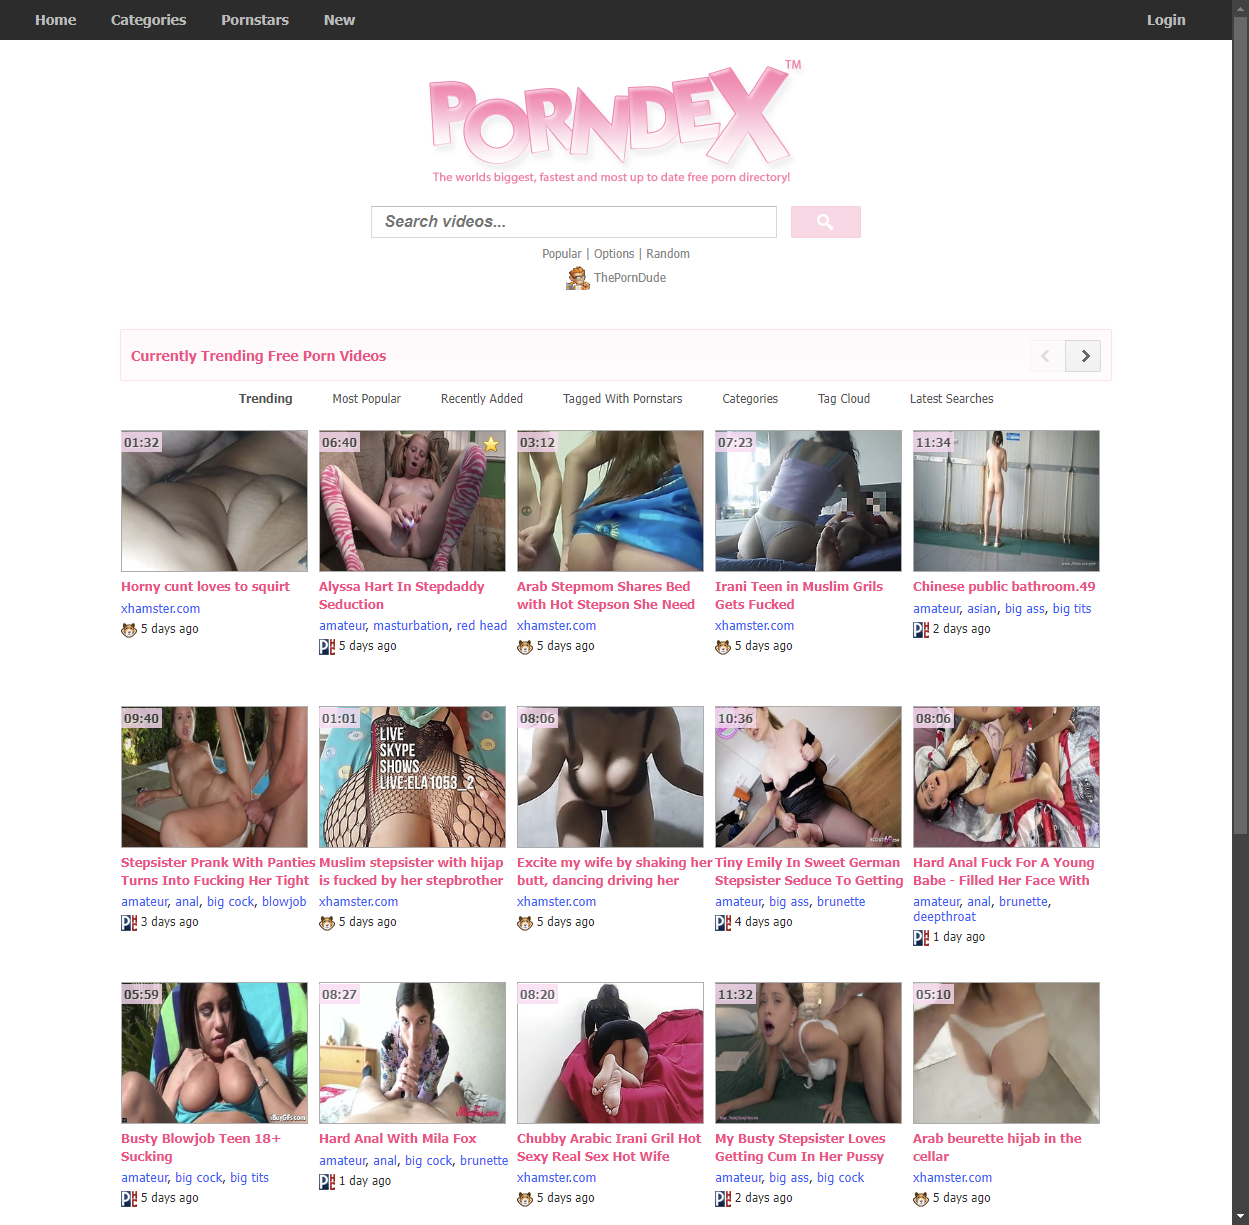 Home Categories Pornstars New Login
PORNDEX™
The worlds biggest, fastest and most up to date free porn directory!
Search videos...
Popular | Options | Random
ThePornDude
Currently Trending Free Porn Videos
Trending Most Popular Recently Added Tagged With Pornstars Categories Tag Cloud Latest Searches
01:32
Horny cunt loves to squirt
xhamster.com
5 days ago
06:40
Alyssa Hart In Stepdaddy
Seduction
amateur, masturbation, red head
5 days ago
03:12
Arab Stepmom Shares Bed
with Hot Stepson She Need
xhamster.com
5 days ago
07:23
Irani Teen in Muslim Grils
Gets Fucked
xhamster.com
5 days ago
11:34
Chinese public bathroom.49
amateur, asian, big ass, big tits
2 days ago
09:40
Stepsister Prank With Panties
Turns Into Fucking Her Tight
amateur, anal, big cock, blowjob
3 days ago
01:01
LIVE
SKYPE
SHOWS
LIVE:ELA1053_2
Muslim stepsister with hijap
is fucked by her stepbrother
xhamster.com
5 days ago
08:06
Excite my wife by shaking her
butt, dancing driving her
xhamster.com
5 days ago
10:36
Tiny Emily In Sweet German
Stepsister Seduce To Getting
amateur, big ass, brunette
4 days ago
08:06
Hard Anal Fuck For A Young
Babe - Filled Her Face With
amateur, anal, brunette,
deepthroat
1 day ago
05:59
iBuyGFs.com
Busty Blowjob Teen 18+
Sucking
amateur, big cock, big tits
5 days ago
08:27
Hard Anal With Mila Fox
amateur, anal, big cock, brunette
1 day ago
08:20
Chubby Arabic Irani Gril Hot
Sexy Real Sex Hot Wife
xhamster.com
5 days ago
11:32
My Busty Stepsister Loves
Getting Cum In Her Pussy
amateur, big ass, big cock
2 days ago
05:10
Arab beurette hijab in the
cellar
xhamster.com
5 days ago